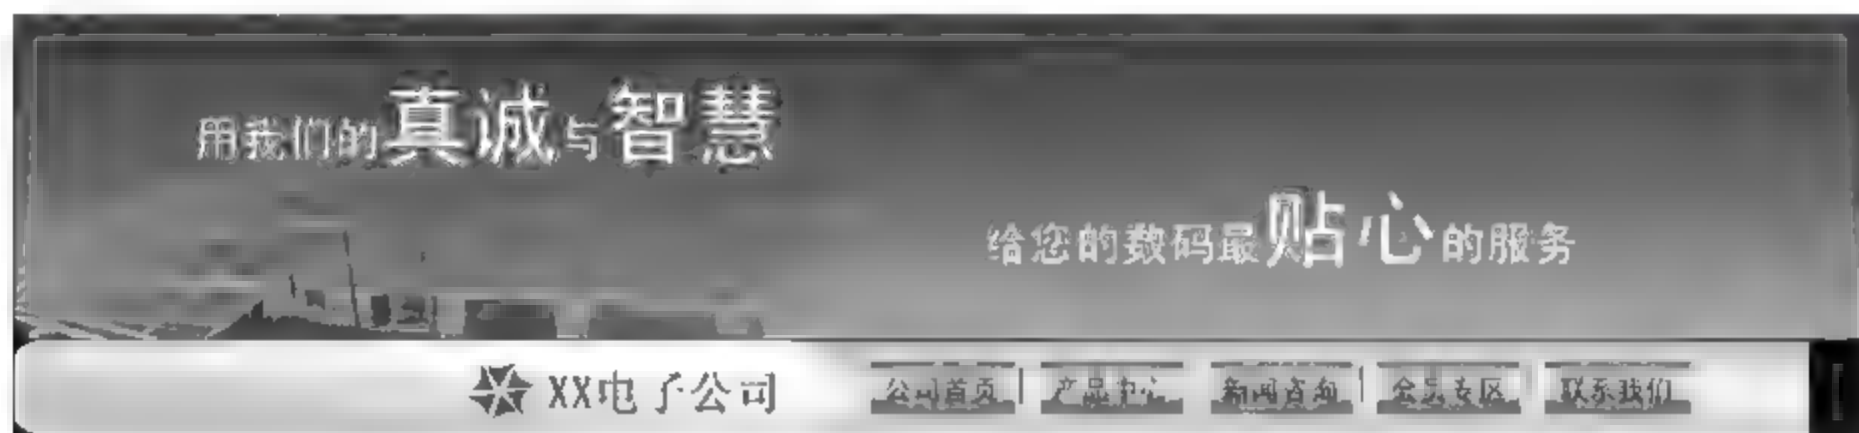 用我们的真诚与智慧
给您的数码最贴心的服务
XX电子公司 公司首页 | 产品中心 新闻咨询 | 会员专区 联系我们